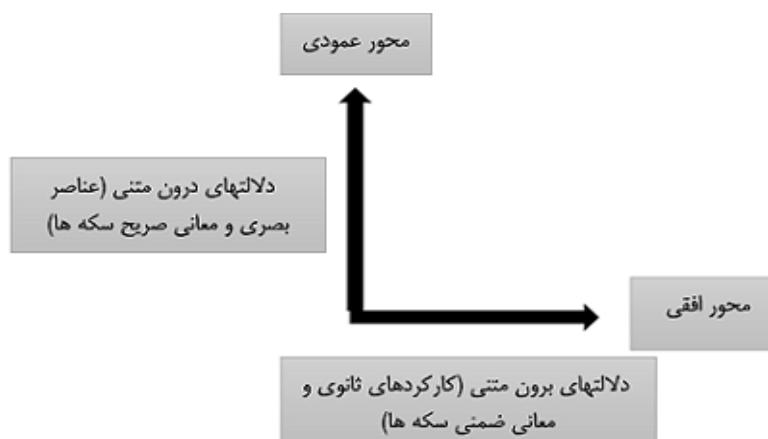 محور عمودی
دلالتهای درون متنی (عناصر
بصری و معانی صریح سکه ها)
محور افقی
دلالتهای برون متنی (کارکردهای ثانوی و
معانی ضمنی سکه ها)